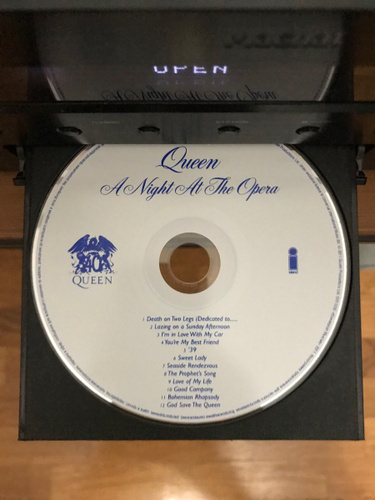 OPEN
Queen
A Night At The Opera
QUEEN
1 Death on Two Legs (Dedicated to.....
2 Lazing on a Sunday Afternoon
3 I'm in Love With My Car
4 You're My Best Friend
5 '39
6 Sweet Lady
7 Seaside Rendezvous
8 The Prophet's Song
9 Love of My Life
10 Good Company
11 Bohemian Rhapsody
12 God Save The Queen